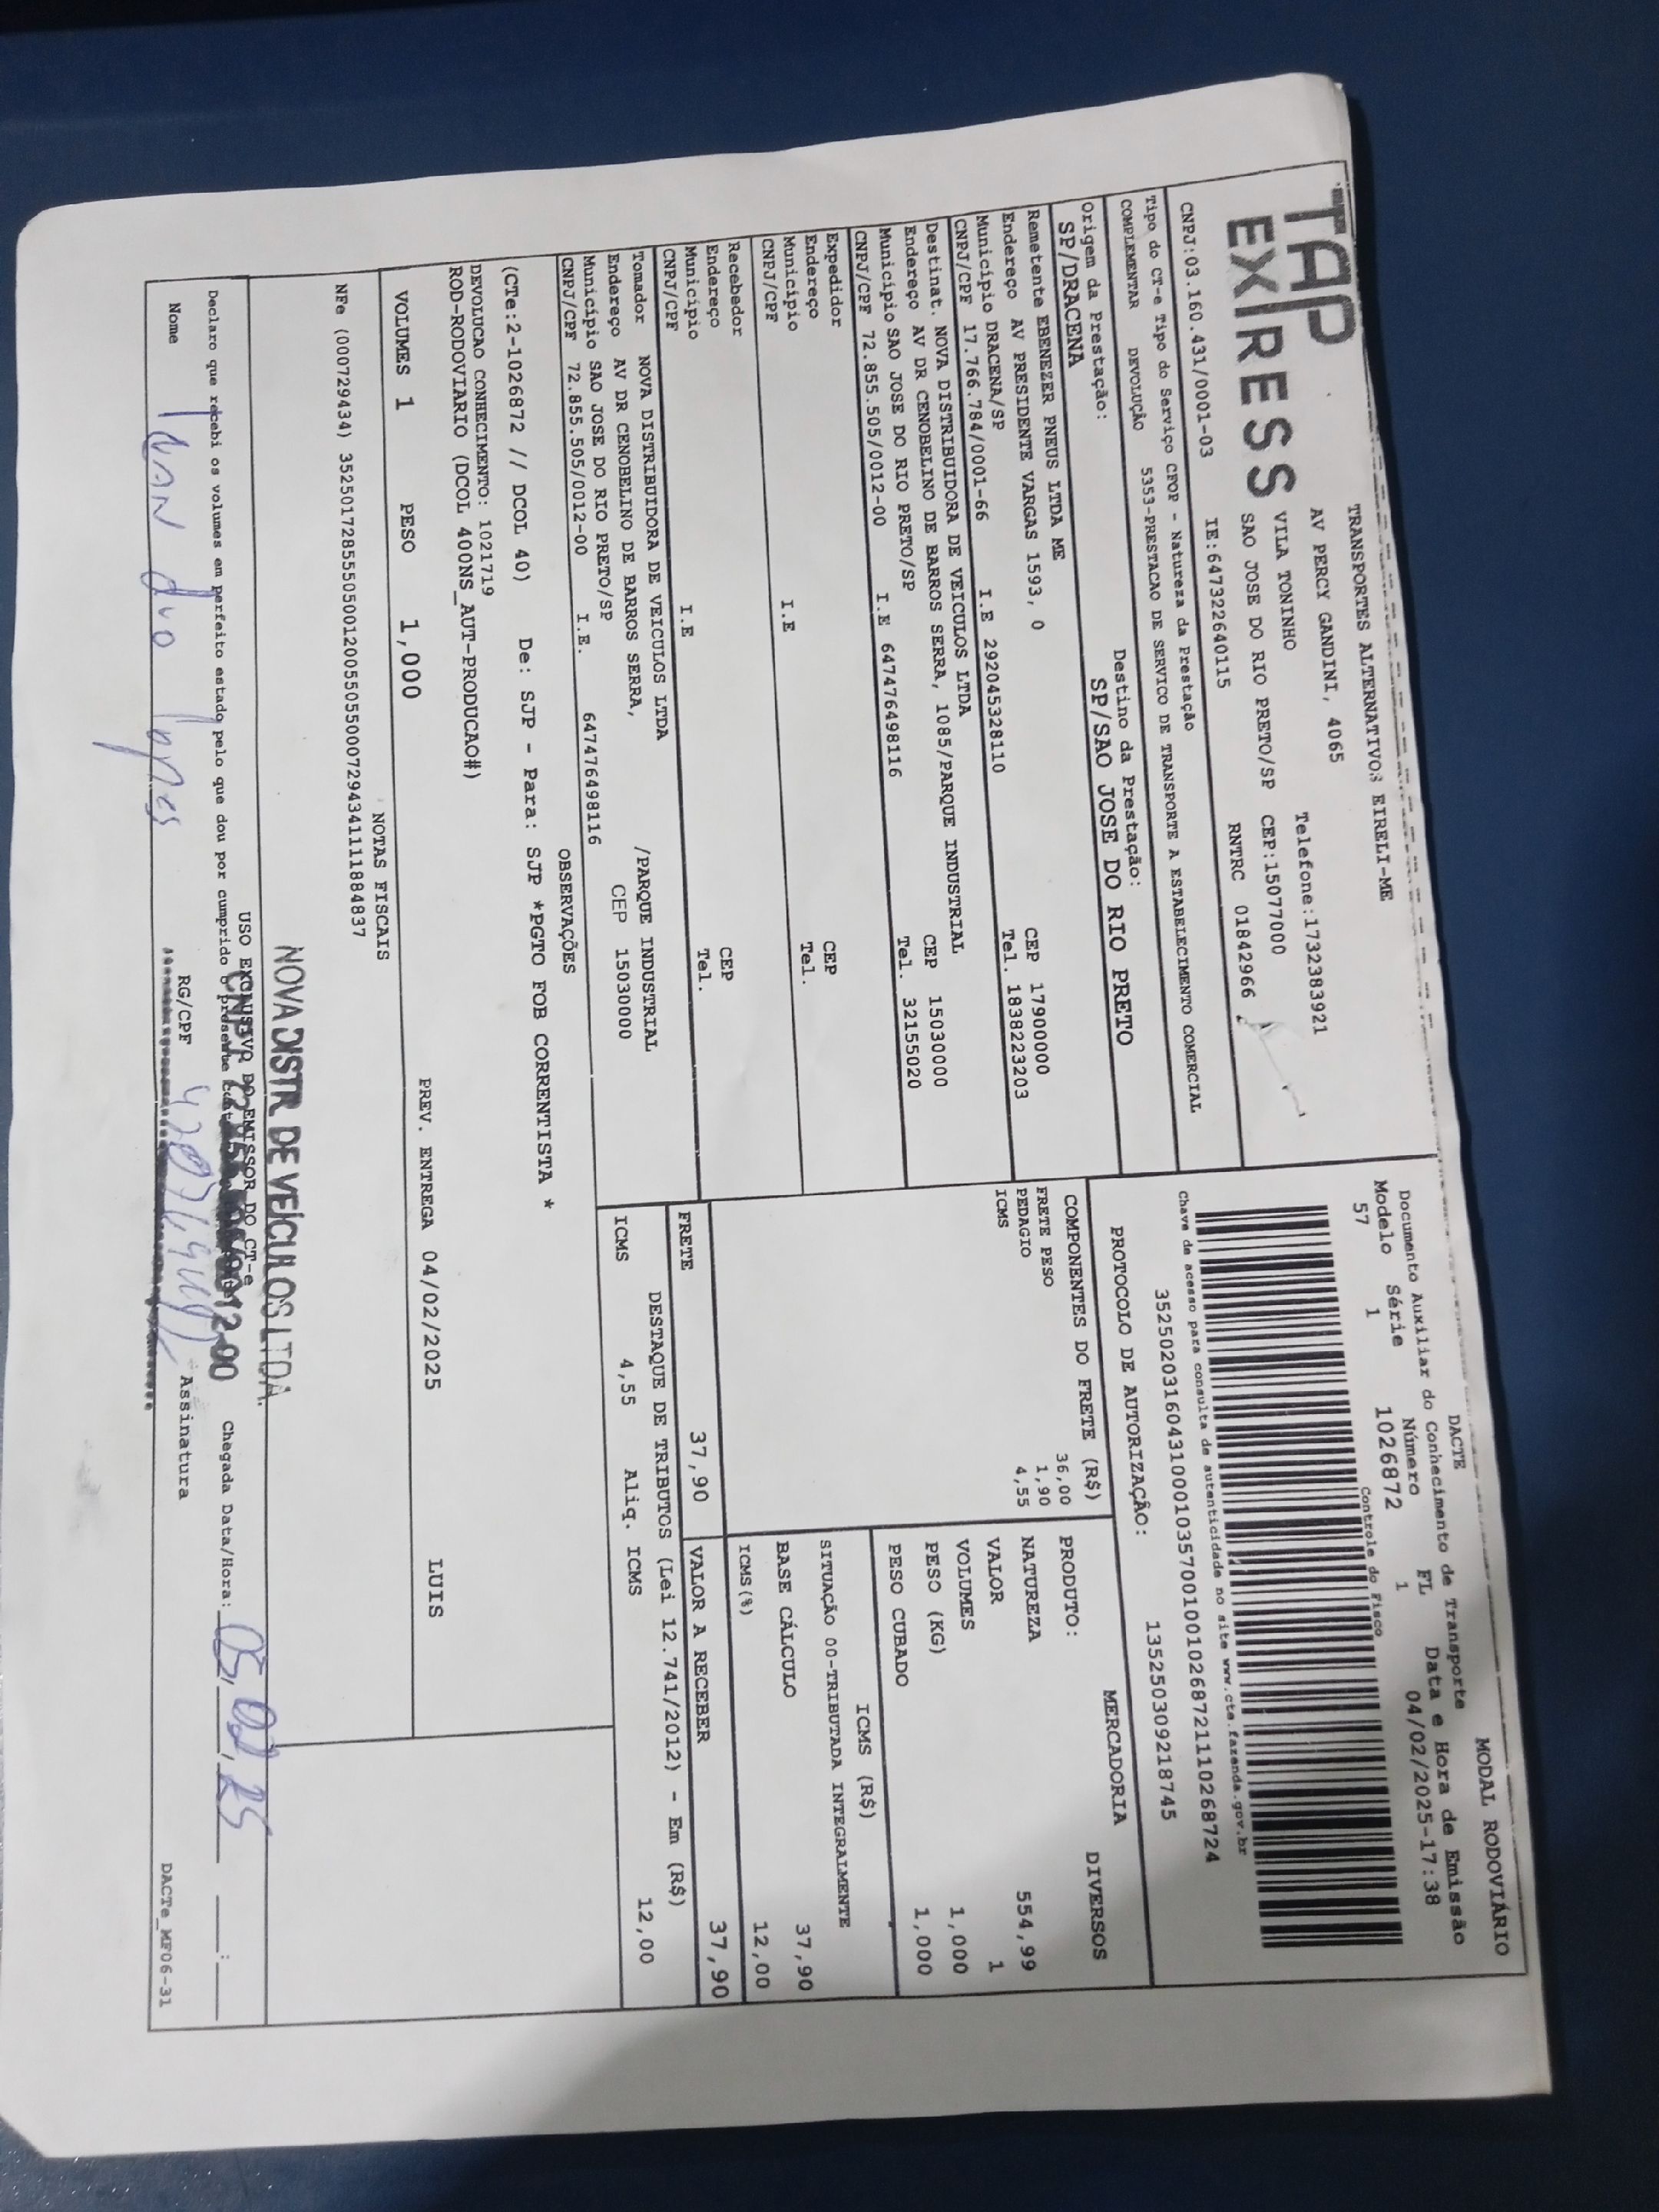 TAP
EXPRESS
TRANSPORTES ALTERNATIVOS EIRELI-ME
AV PERCY GANDINI, 4065
Telefone:1732383921
VILA TONINHO
SAO JOSE DO RIO PRETO/SP CEP:15077000
CNPJ:03.160.431/0001-03 IE:647322640115 RNTRC 01842966
Tipo do CT-e Tipo do Serviço CFOP - Natureza da Prestação
COMPLEMENTAR DEVOLUÇÃO 5353-PRESTACAO DE SERVICO DE TRANSPORTE A ESTABELECIMENTO COMERCIAL
Origem da Prestação: Destino da Prestação:
SP/DRACENA SP/SAO JOSE DO RIO PRETO
MODAL RODOVIÁRIO
DACTE
Documento Auxiliar do Conhecimento de Transporte
Modelo Série Número FL Data e Hora de Emissão
57 1 1026872 1 04/02/2025-17:38
Controle do Fisco
Chave de acesso para consulta de autenticidade no site www.cte.fazenda.gov.br
35250203160431000103570010010268721110268724
PROTOCOLO DE AUTORIZAÇÃO: 135250309218745
Remetente EBENEZER PNEUS LTDA ME
Endereço AV PRESIDENTE VARGAS 1593, 0 CEP 17900000
Município DRACENA/SP Tel. 1838223203
CNPJ/CPF 17.766.784/0001-66 I.E 292045328110
Destinat. NOVA DISTRIBUIDORA DE VEICULOS LTDA
Endereço AV DR CENOBELINO DE BARROS SERRA, 1085/PARQUE INDUSTRIAL CEP 15030000
Município SAO JOSE DO RIO PRETO/SP Tel. 32155020
CNPJ/CPF 72.855.505/0012-00 I.E 647476498116
Expedidor
Endereço CEP
Município Tel.
CNPJ/CPF I.E
Recebedor
Endereço CEP
Município Tel.
CNPJ/CPF I.E
Tomador NOVA DISTRIBUIDORA DE VEICULOS LTDA
Endereço AV DR CENOBELINO DE BARROS SERRA, /PARQUE INDUSTRIAL
Município SAO JOSE DO RIO PRETO/SP CEP 15030000
CNPJ/CPF 72.855.505/0012-00 I.E. 647476498116
COMPONENTES DO FRETE (R$)
FRETE PESO 36,00
PEDAGIO 1,90
ICMS 4,55
MERCADORIA
PRODUTO: DIVERSOS
NATUREZA
VALOR 554,99
VOLUMES 1
PESO (KG) 1,000
PESO CUBADO 1,000
ICMS (R$)
SITUAÇÃO 00-TRIBUTADA INTEGRALMENTE
BASE CÁLCULO 37,90
ICMS(%) 12,00
FRETE 37,90 VALOR A RECEBER 37,90
DESTAQUE DE TRIBUTOS (Lei 12.741/2012) - Em (R$)
ICMS 4,55 Aliq. ICMS 12,00
OBSERVAÇÕES
(CTe:2-1026872 // DCOL 40) De: SJP - Para: SJP *PGTO FOB CORRENTISTA *
DEVOLUCAO CONHECIMENTO: 1021719
ROD-RODOVIARIO (DCOL 400NS_AUT-PRODUCAO#)
VOLUMES 1 PESO 1,000 PREV. ENTREGA 04/02/2025 LUIS
NOTAS FISCAIS
NFe (000729434) 35250172855505001200550550007294341111884837
NOVA DISTR DE VEÍCULOS LTDA.
USO EXCLUSIVO DO EMISSOR DO CT-e
Declaro que recebi os volumes em perfeito estado pelo que dou por cumprido o presente Chegada Data/Hora: 05, 02, 25 :
Nome RG/CPF Assinatura
DACTe_MF06-31